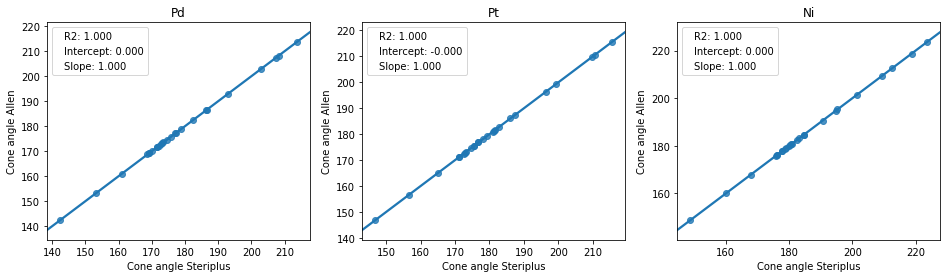 Pd
R2: 1.000
Intercept: 0.000
Slope: 1.000
Cone angle Allen
220
210
200
190
180
170
160
150
140
140 150 160 170 180 190 200 210
Cone angle Steriplus
Pt
R2: 1.000
Intercept: -0.000
Slope: 1.000
Cone angle Allen
220
210
200
190
180
170
160
150
140
150 160 170 180 190 200 210
Cone angle Steriplus
Ni
R2: 1.000
Intercept: 0.000
Slope: 1.000
Cone angle Allen
220
200
180
160
160 180 200 220
Cone angle Steriplus